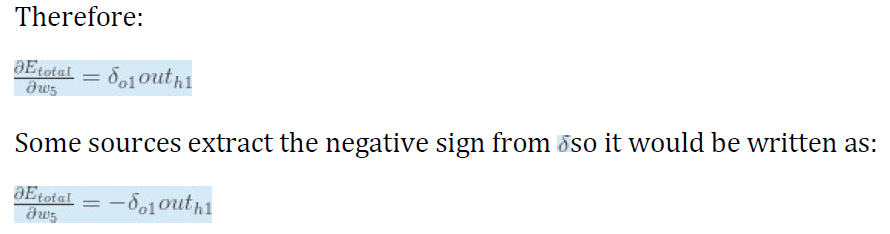 Therefore:
∂E_total/∂w_5 = δ_o1 out_h1
Some sources extract the negative sign from δ so it would be written as:
∂E_total/∂w_5 = −δ_o1 out_h1